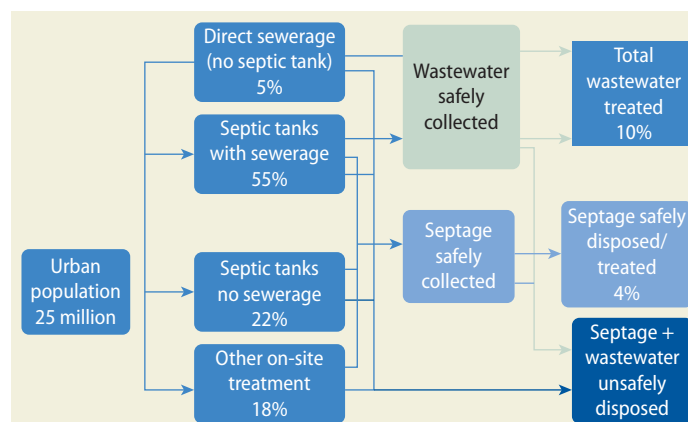 Urban
population
25 million
Direct sewerage
(no septic tank)
5%
Septic tanks
with sewerage
55%
Septic tanks
no sewerage
22%
Other on-site
treatment
18%
Wastewater
safely
collected
Septage
safely
collected
Total
wastewater
treated
10%
Septage safely
disposed/
treated
4%
Septage +
wastewater
unsafely
disposed